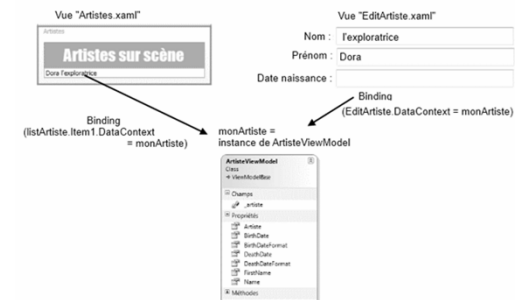 Vue "Artistes.xaml"
Vue "EditArtiste.xaml"
Artistes
Artistes sur scène
Dora l'exploratrice
Nom : l'exploratrice
Prénom : Dora
Date naissance :
Binding
(listArtiste.Item1.DataContext
= monArtiste)
Binding
(EditArtiste.DataContext = monArtiste)
monArtiste =
instance de ArtisteViewModel
ArtisteViewModel
Class
ViewModelBase
Champs
_artiste
Propriétés
Artiste
BirthDate
BirthDateFormat
DeathDate
DeathDateFormat
FirstName
Name
Méthodes